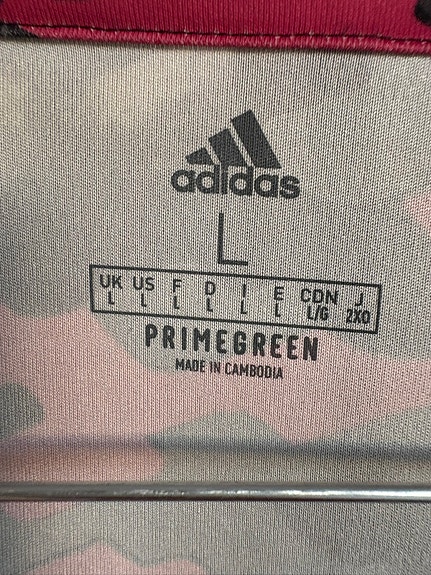 adidas
L
UK US F D I E CDN J
L L L L L L L/G 2XO
PRIMEGREEN
MADE IN CAMBODIA